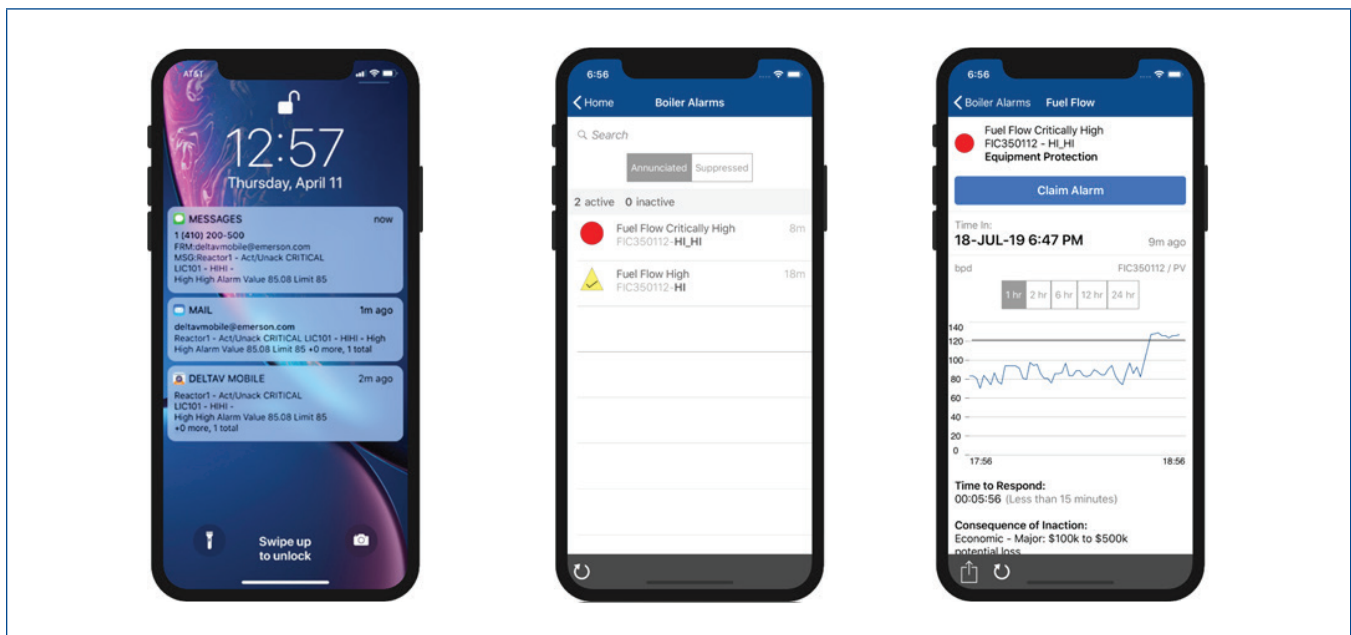 AT&T
12:57
Thursday, April 11
MESSAGES now
1 (410) 200-500
FRM:deltavmobile@emerson.com
MSG:Reactor1 - Act/Unack CRITICAL
LIC101 - HIHI -
High High Alarm Value 85.08 Limit 85
MAIL 1m ago
deltavmobile@emerson.com
Reactor1 - Act/Unack CRITICAL LIC101 - HIHI - High
High Alarm Value 85.08 Limit 85 +0 more, 1 total
DELTAV MOBILE 2m ago
Reactor1 - Act/Unack CRITICAL
LIC101 - HIHI -
High High Alarm Value 85.08 Limit 85
+0 more, 1 total
Swipe up
to unlock
6:56
Home Boiler Alarms
Search
Annunciated Suppressed
2 active 0 inactive
Fuel Flow Critically High 8m
FIC350112-HI_HI
Fuel Flow High 18m
FIC350112-HI
6:56
Boiler Alarms Fuel Flow
Fuel Flow Critically High
FIC350112 - HI_HI
Equipment Protection
Claim Alarm
Time In:
18-JUL-19 6:47 PM 9m ago
bpd FIC350112 / PV
1 hr 2 hr 6 hr 12 hr 24 hr
140
120
100
80
60
40
20
0
17:56 18:56
Time to Respond:
00:05:56 (Less than 15 minutes)
Consequence of Inaction:
Economic - Major: $100k to $500k
potential loss